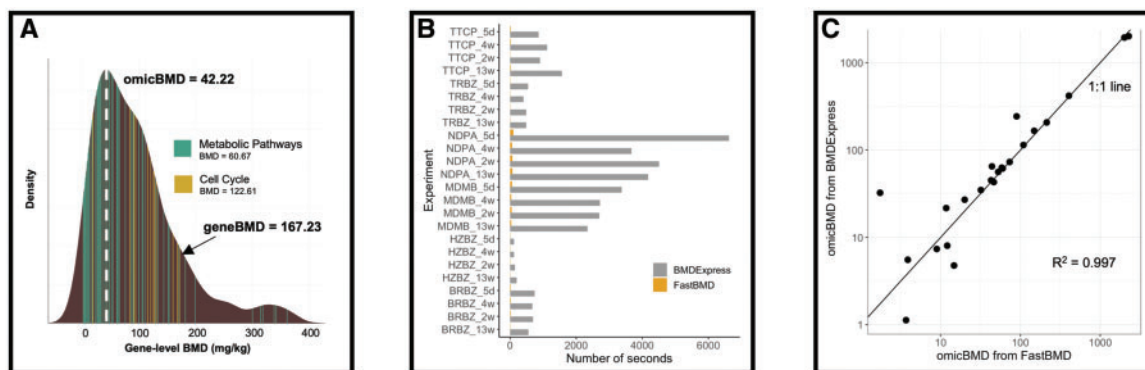 A
omicBMD = 42.22
Metabolic Pathways
BMD = 60.67
Cell Cycle
BMD = 122.61
geneBMD = 167.23
Density
0 100 200 300 400
Gene-level BMD (mg/kg)
B
Experiment
TTCP_5d
TTCP_4w
TTCP_2w
TTCP_13w
TRBZ_5d
TRBZ_4w
TRBZ_2w
TRBZ_13w
NDPA_5d
NDPA_4w
NDPA_2w
NDPA_13w
MDMB_5d
MDMB_4w
MDMB_2w
MDMB_13w
HZBZ_5d
HZBZ_4w
HZBZ_2w
HZBZ_13w
BRBZ_5d
BRBZ_4w
BRBZ_2w
BRBZ_13w
BMDExpress
FastBMD
0 2000 4000 6000
Number of seconds
C
omicBMD from BMDExpress
1000
100
10
1
1:1 line
R² = 0.997
10 100 1000
omicBMD from FastBMD